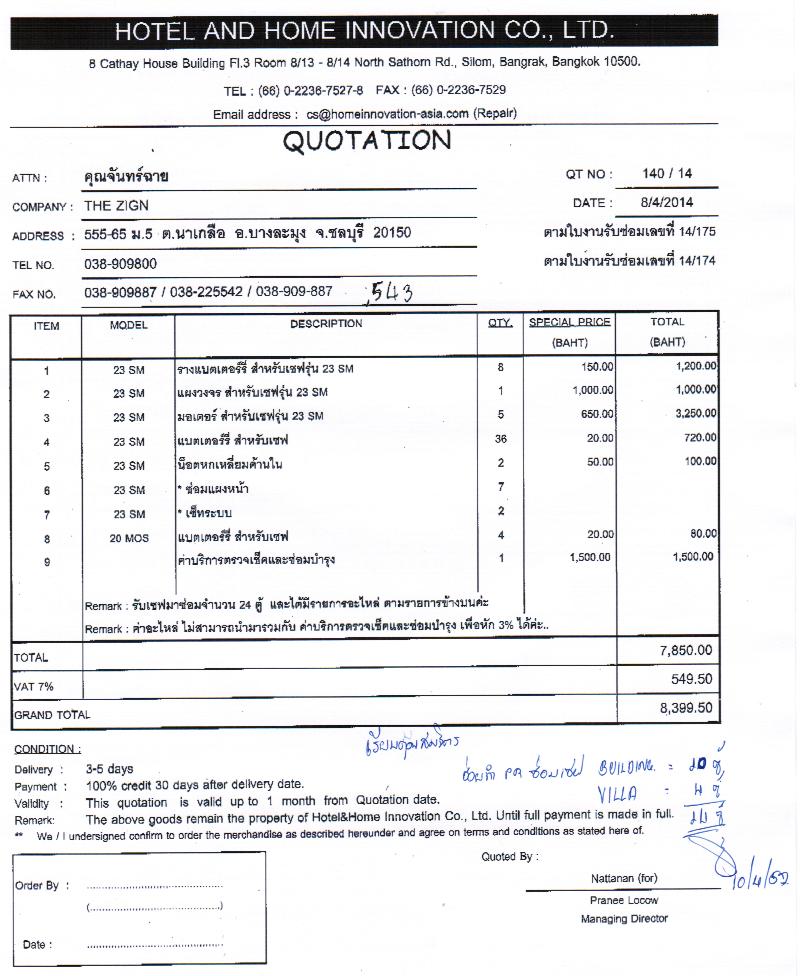 HOTEL AND HOME INNOVATION CO., LTD.
8 Cathay House Building Fl.3 Room 8/13 - 8/14 North Sathorn Rd., Silom, Bangrak, Bangkok 10500.
TEL : (66) 0-2236-7527-8 FAX : (66) 0-2236-7529
Email address : cs@homeinnovation-asia.com (Repair)
QUOTATION
ATTN : คุณจันทร์ฉาย QT NO : 140 / 14
COMPANY : THE ZIGN DATE : 8/4/2014
ADDRESS : 555-65 ม.5 ต.นาเกลือ อ.บางละมุง จ.ชลบุรี 20150 ตามใบงานรับซ่อมเลขที่ 14/175
TEL NO. 038-909800 ตามใบงานรับซ่อมเลขที่ 14/174
FAX NO. 038-909887 / 038-225542 / 038-909-887 ,543
ITEM MODEL DESCRIPTION QTY. SPECIAL PRICE TOTAL
(BAHT) (BAHT)
1 23 SM รางแบตเตอร์รี่ สำหรับเซฟรุ่น 23 SM 8 150.00 1,200.00
2 23 SM แผงวงจร สำหรับเซฟรุ่น 23 SM 1 1,000.00 1,000.00
3 23 SM มอเตอร์ สำหรับเซฟรุ่น 23 SM 5 650.00 3,250.00
4 23 SM แบตเตอร์รี่ สำหรับเซฟ 36 20.00 720.00
5 23 SM น็อตหกเหลี่ยมด้านใน 2 50.00 100.00
6 23 SM * ซ่อมแผงหน้า 7
7 23 SM * เซ็ทระบบ 2
8 20 MOS แบตเตอร์รี่ สำหรับเซฟ 4 20.00 80.00
9 ค่าบริการตรวจเช็คและซ่อมบำรุง 1 1,500.00 1,500.00
Remark : รับเซฟมาซ่อมจำนวน 24 ตู้ และได้มีรายการอะไหล่ ตามรายการข้างบนค่ะ
Remark : ค่าอะไหล่ ไม่สามารถนำมารวมกับ ค่าบริการตรวจเช็คและซ่อมบำรุง เพื่อหัก 3% ได้ค่ะ..
TOTAL 7,850.00
VAT 7% 549.50
GRAND TOTAL 8,399.50
CONDITION :
Delivery : 3-5 days
Payment : 100% credit 30 days after delivery date.
Validity : This quotation is valid up to 1 month from Quotation date.
Remark: The above goods remain the property of Hotel&Home Innovation Co., Ltd. Until full payment is made in full.
** We / I undersigned confirm to order the merchandise as described hereunder and agree on terms and conditions as stated here of.
ช่วยทำ PR ซ่อมเซฟ BUILDING = 20 ตู้
VILLA = 4 ตู้
24 ตู้
10/4/57
Quoted By :
Nattanan (for)
Pranee Locow
Managing Director
Order By : ..........................................
(..........................................)
Date : ..........................................